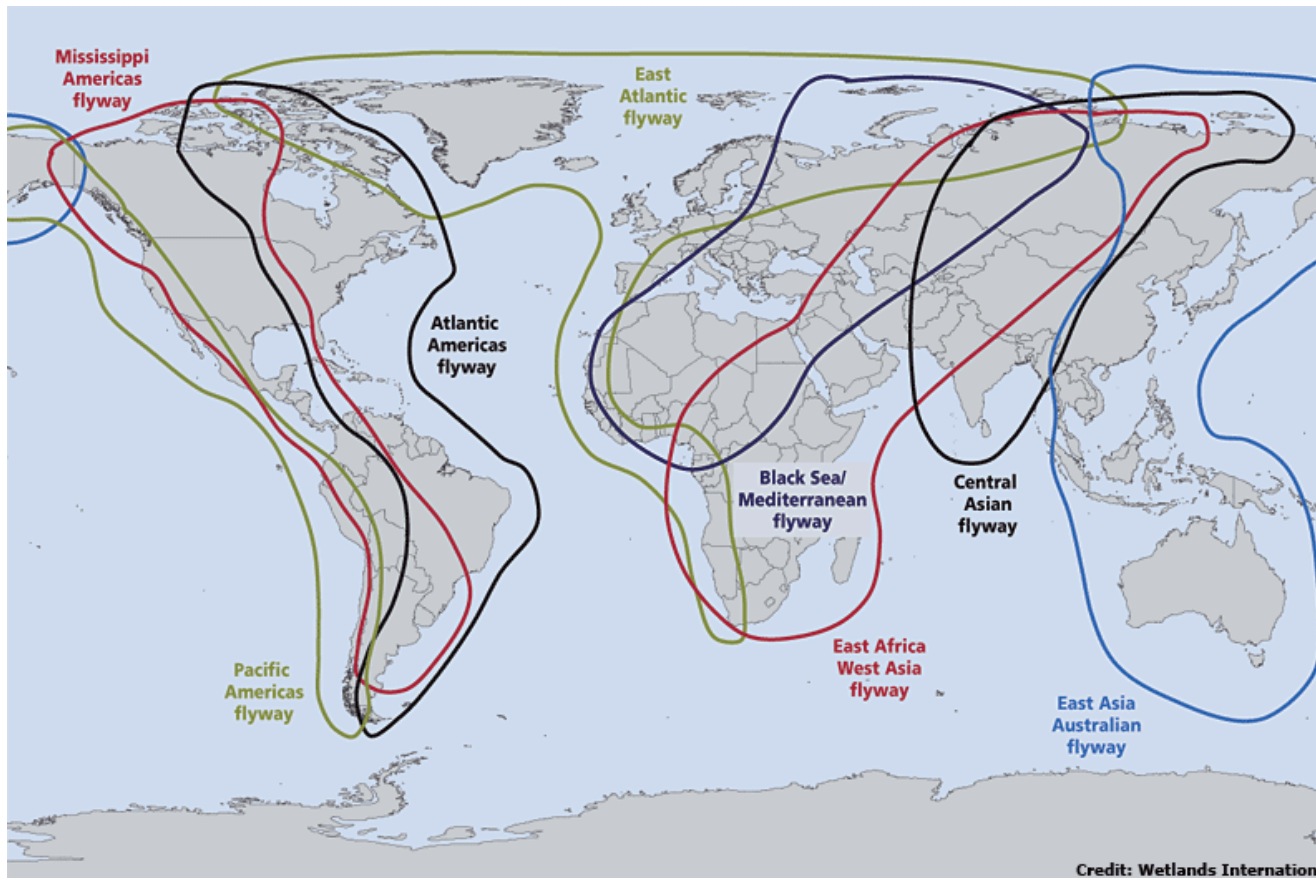 Mississippi
Americas
flyway
East
Atlantic
flyway
Atlantic
Americas
flyway
Black Sea/
Mediterranean
flyway
Central
Asian
flyway
Pacific
Americas
flyway
East Africa
West Asia
flyway
East Asia
Australian
flyway
Credit: Wetlands Internation